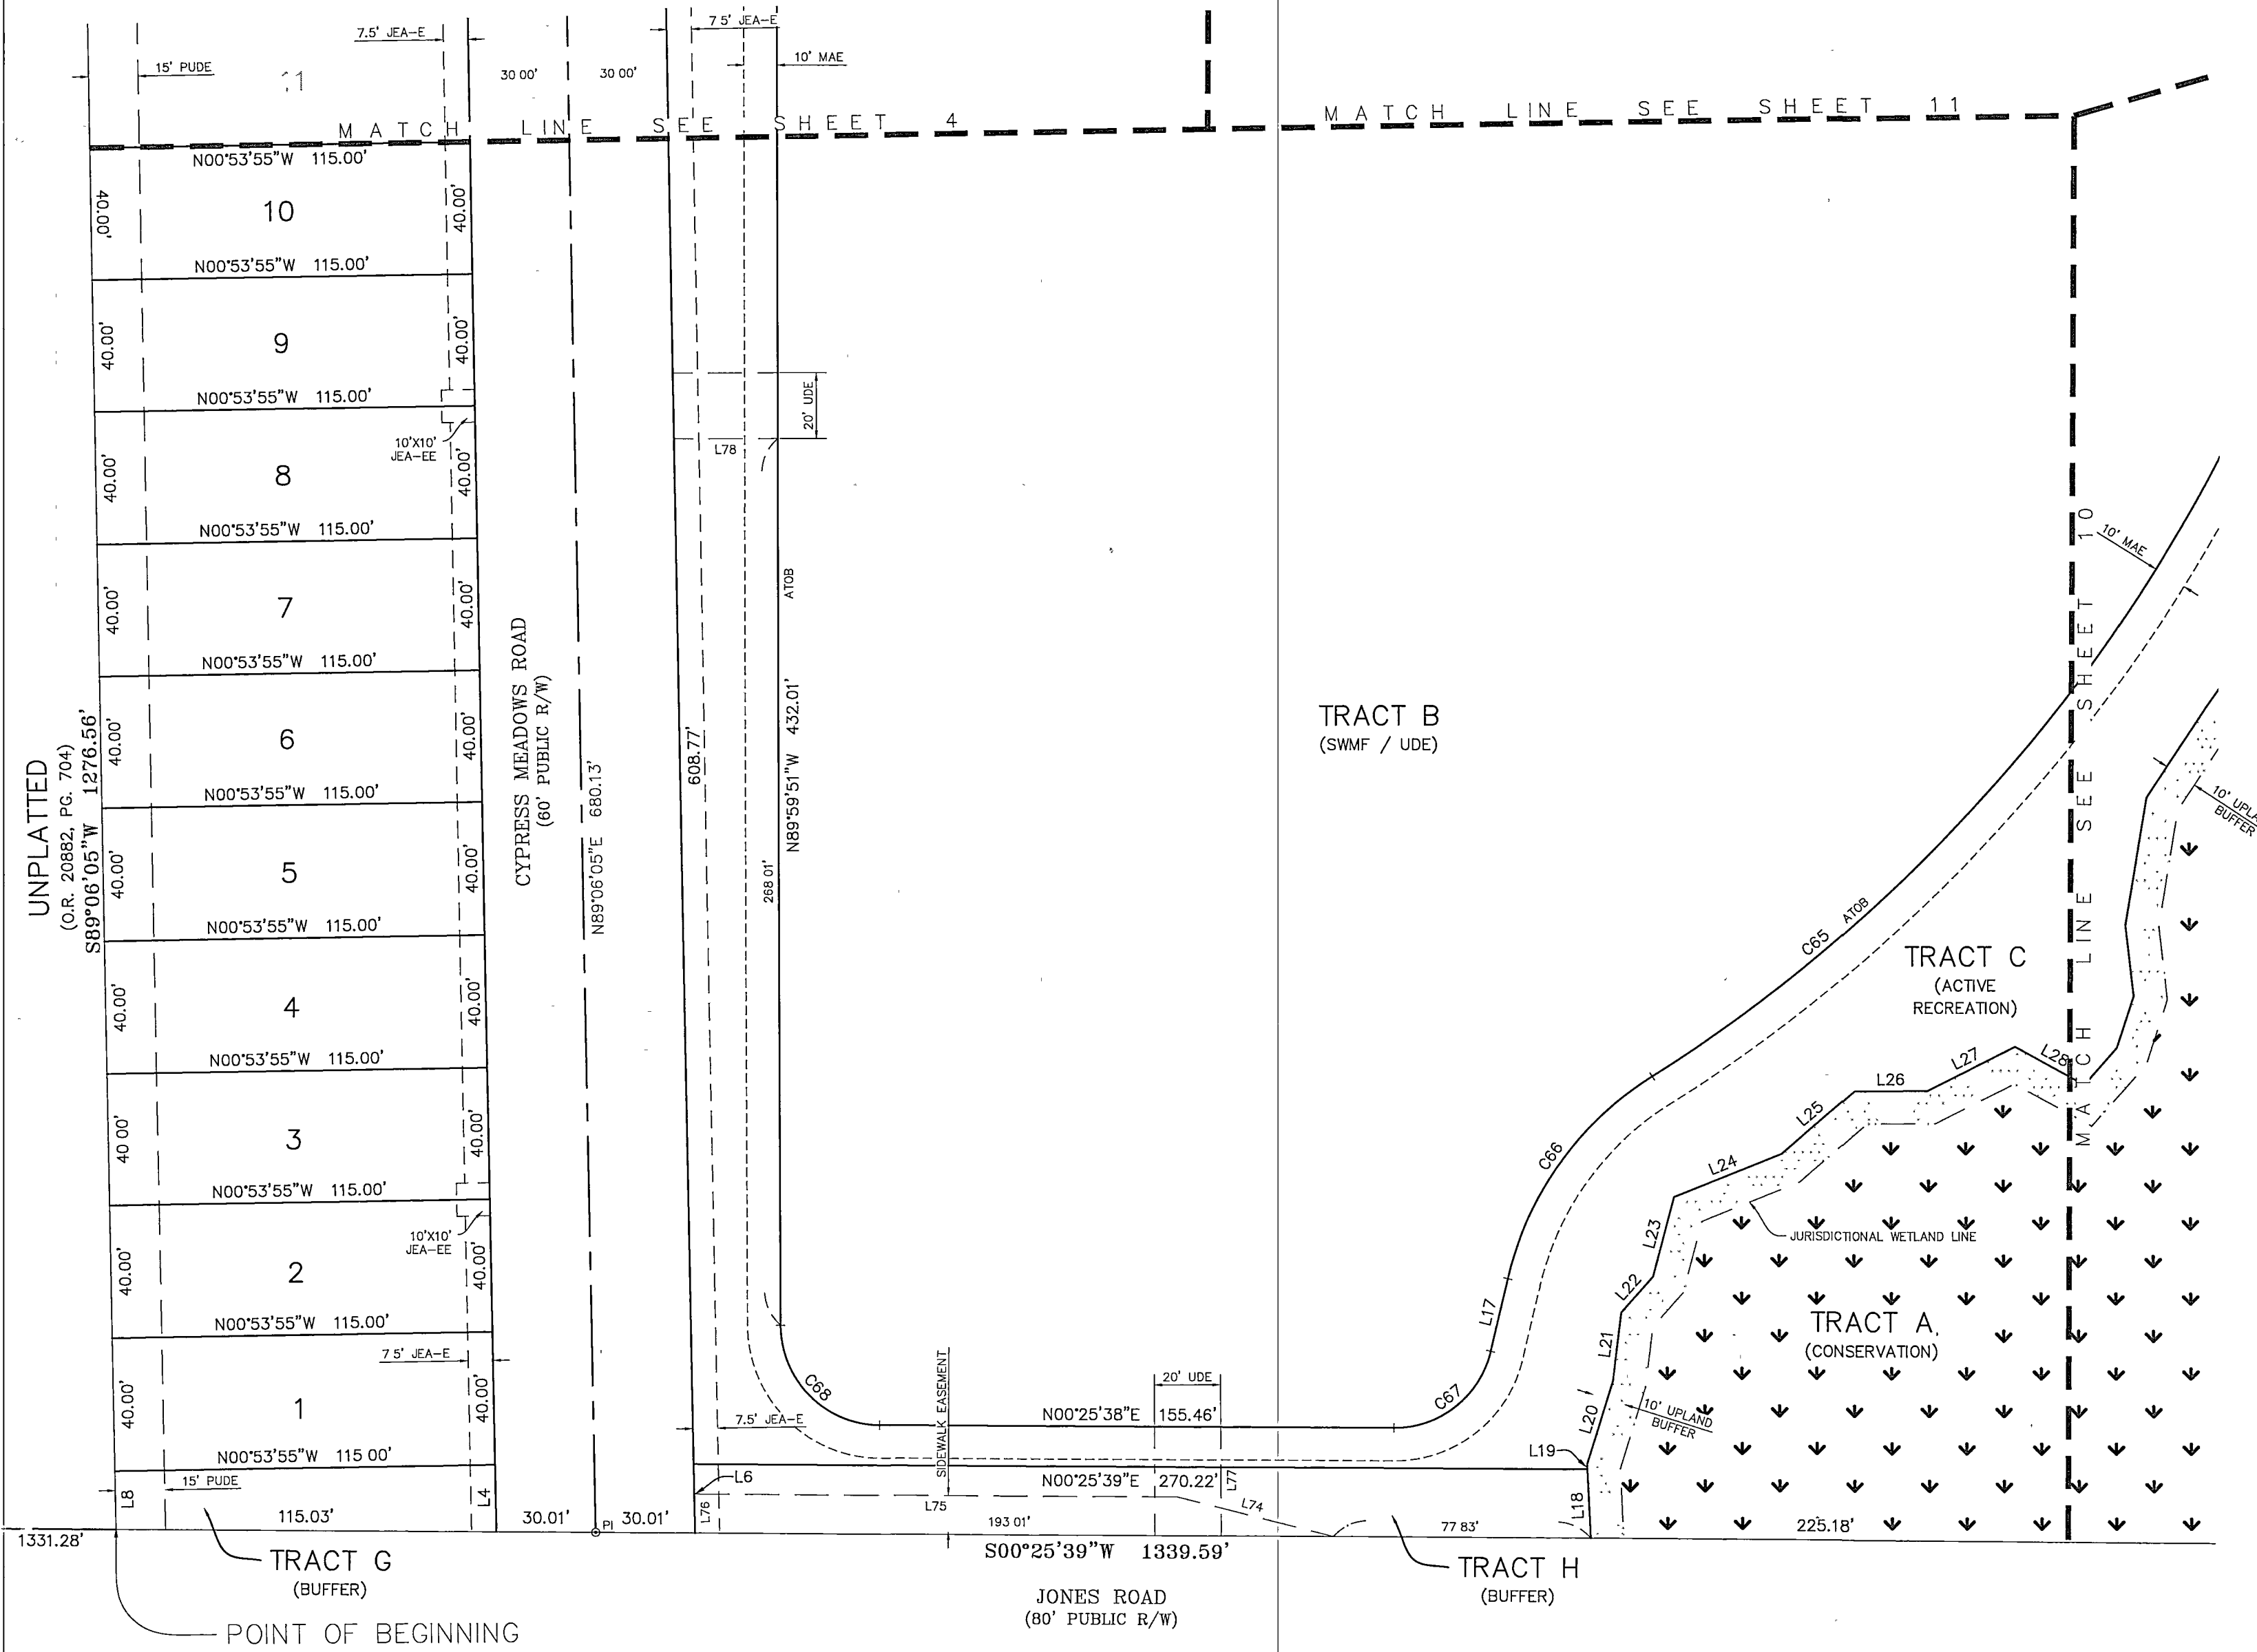 7.5' JEA-E
7 5' JEA-E
15' PUDE
11
30 00'
30 00'
10' MAE
MATCH LINE SEE SHEET 4
MATCH LINE SEE SHEET 11
N00°53'55"W 115.00'
40.00'
10
40.00'
N00°53'55"W 115.00'
40.00'
9
40.00'
N00°53'55"W 115.00'
20' UDE
10'X10'
JEA-EE
L78
40.00'
8
40.00'
N00°53'55"W 115.00'
MATCH LINE SEE SHEET 10
10' MAE
40.00'
7
40.00'
ATOB
N00°53'55"W 115.00'
UNPLATTED
(O.R. 20882, PG. 704)
S89°06'05"W 1276.56'
40.00'
6
40.00'
CYPRESS MEADOWS ROAD
(60' PUBLIC R/W)
N89°06'05"E 680.13'
608.77'
N89°59'51"W 432.01'
268 01'
TRACT B
(SWMF / UDE)
N00°53'55"W 115.00'
10' UPLA
BUFFER
40.00'
5
40.00'
N00°53'55"W 115.00'
C65
ATOB
TRACT C
(ACTIVE
RECREATION)
40.00'
4
40.00'
N00°53'55"W 115.00'
L28
L27
L26
L25
40 00'
3
40.00'
C66
L24
N00°53'55"W 115.00'
10'X10'
JEA-EE
L23
JURISDICTIONAL WETLAND LINE
40.00'
2
40.00'
L22
L17
N00°53'55"W 115.00'
TRACT A
(CONSERVATION)
7 5' JEA-E
L21
40.00'
1
40.00'
C68
SIDEWALK EASEMENT
20' UDE
C67
L20
10' UPLAND
BUFFER
7.5' JEA-E
N00°25'38"E 155.46'
N00°53'55"W 115 00'
L19
L6
N00°25'39"E 270.22'
L77
15' PUDE
L8
L4
L76
L75
L74
L18
115.03'
30.01'
PI
30.01'
193 01'
77 83'
225.18'
1331.28'
S00°25'39"W 1339.59'
TRACT G
(BUFFER)
TRACT H
(BUFFER)
JONES ROAD
(80' PUBLIC R/W)
POINT OF BEGINNING